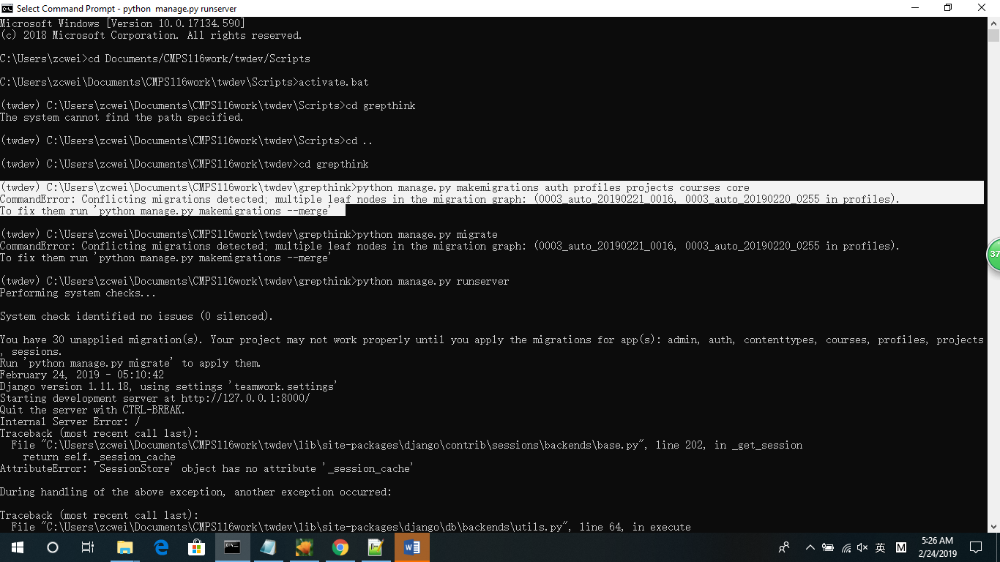 Select Command Prompt - python  manage.py runserver
Microsoft Windows [Version 10.0.17134.590]
(c) 2018 Microsoft Corporation. All rights reserved.
C:\Users\zcwei>cd Documents/CMPS116work/twdev/Scripts
C:\Users\zcwei\Documents\CMPS116work\twdev\Scripts>activate.bat
(twdev) C:\Users\zcwei\Documents\CMPS116work\twdev\Scripts>cd grepthink
The system cannot find the path specified.
(twdev) C:\Users\zcwei\Documents\CMPS116work\twdev\Scripts>cd ..
(twdev) C:\Users\zcwei\Documents\CMPS116work\twdev>cd grepthink
(twdev) C:\Users\zcwei\Documents\CMPS116work\twdev\grepthink>python manage.py makemigrations auth profiles projects courses core
CommandError: Conflicting migrations detected; multiple leaf nodes in the migration graph: (0003_auto_20190221_0016, 0003_auto_20190220_0255 in profiles).
To fix them run 'python manage.py makemigrations --merge'
(twdev) C:\Users\zcwei\Documents\CMPS116work\twdev\grepthink>python manage.py migrate
CommandError: Conflicting migrations detected; multiple leaf nodes in the migration graph: (0003_auto_20190221_0016, 0003_auto_20190220_0255 in profiles).
To fix them run 'python manage.py makemigrations --merge'
(twdev) C:\Users\zcwei\Documents\CMPS116work\twdev\grepthink>python manage.py runserver
Performing system checks...
System check identified no issues (0 silenced).
You have 30 unapplied migration(s). Your project may not work properly until you apply the migrations for app(s): admin, auth, contenttypes, courses, profiles, projects
, sessions.
Run 'python manage.py migrate' to apply them.
February 24, 2019 - 05:10:42
Django version 1.11.18, using settings 'teamwork.settings'
Starting development server at http://127.0.0.1:8000/
Quit the server with CTRL-BREAK.
Internal Server Error: /
Traceback (most recent call last):
  File "C:\Users\zcwei\Documents\CMPS116work\twdev\lib\site-packages\django\contrib\sessions\backends\base.py", line 202, in _get_session
    return self._session_cache
AttributeError: 'SessionStore' object has no attribute '_session_cache'
During handling of the above exception, another exception occurred:
Traceback (most recent call last):
  File "C:\Users\zcwei\Documents\CMPS116work\twdev\lib\site-packages\django\db\backends\utils.py", line 64, in execute
37
英
M
5:26 AM
2/24/2019